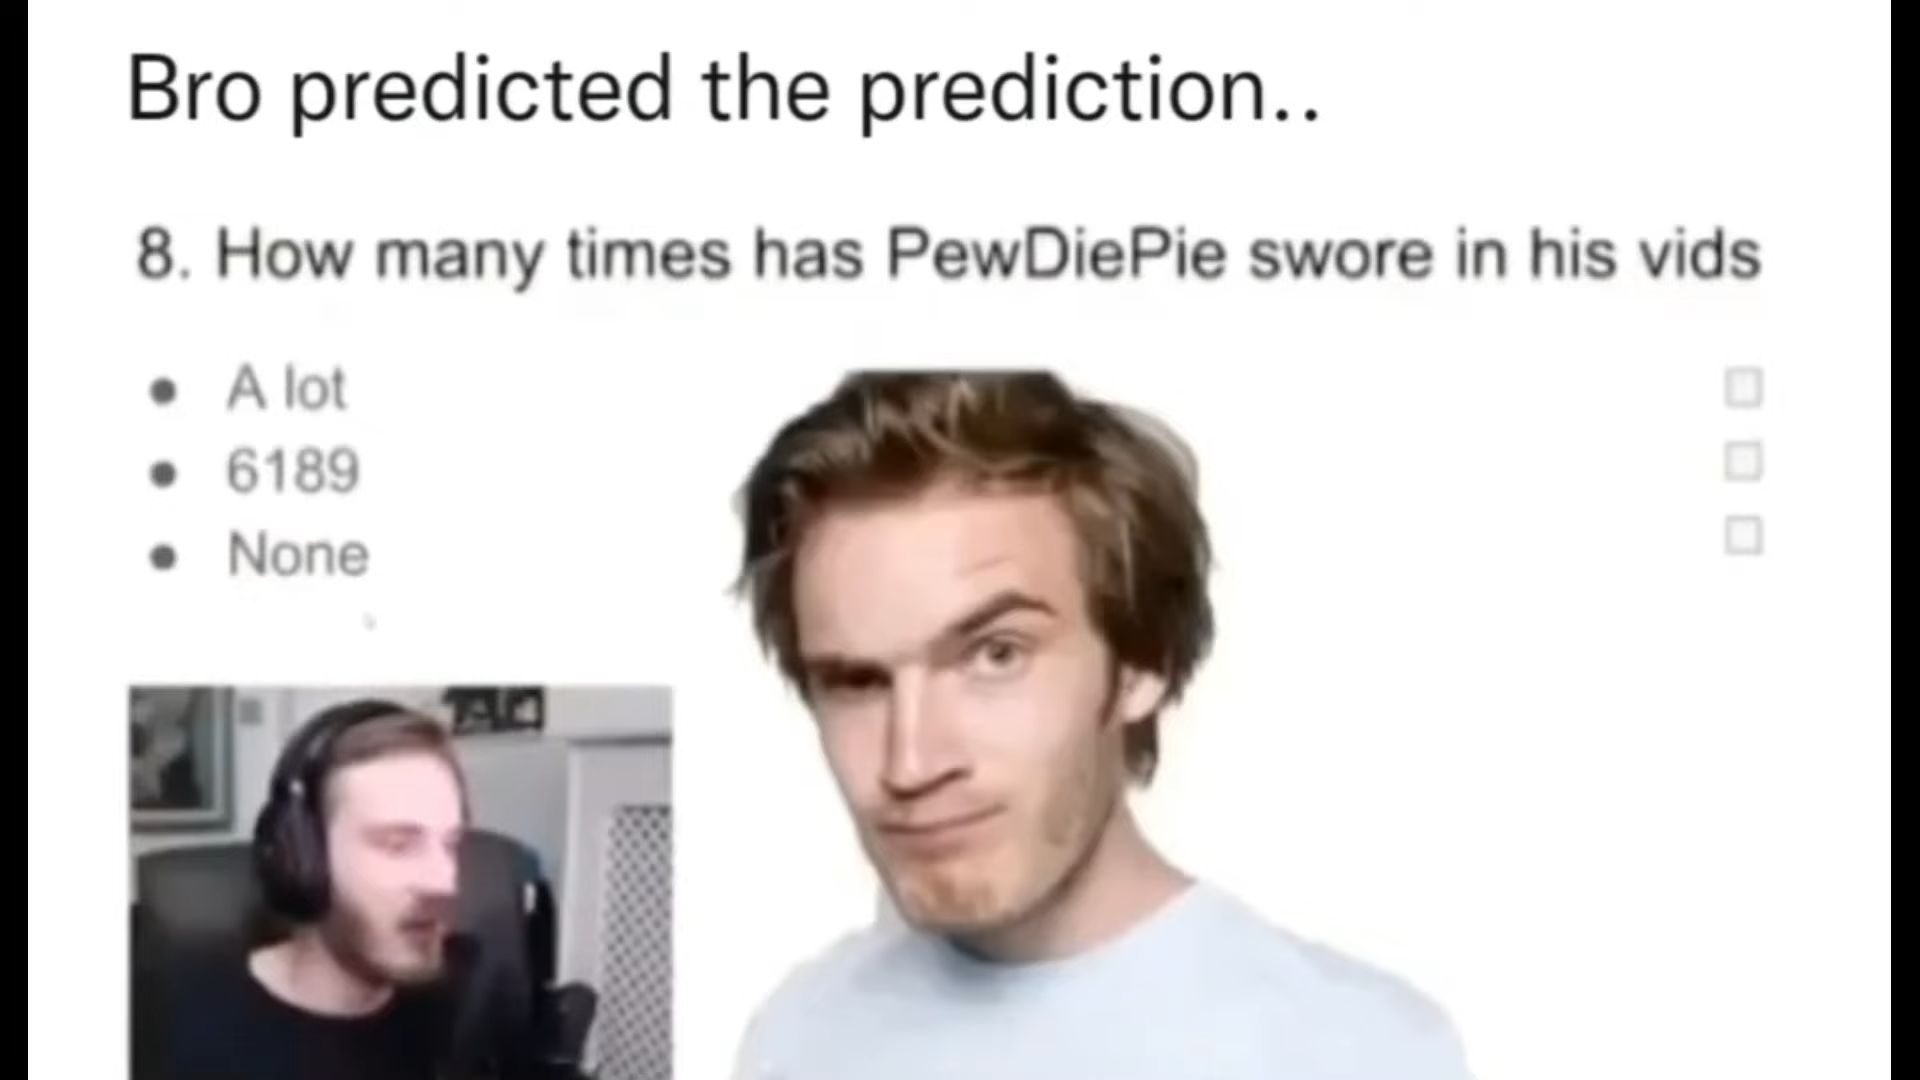 Bro predicted the prediction..
8. How many times has PewDiePie swore in his vids
A lot
6189
None